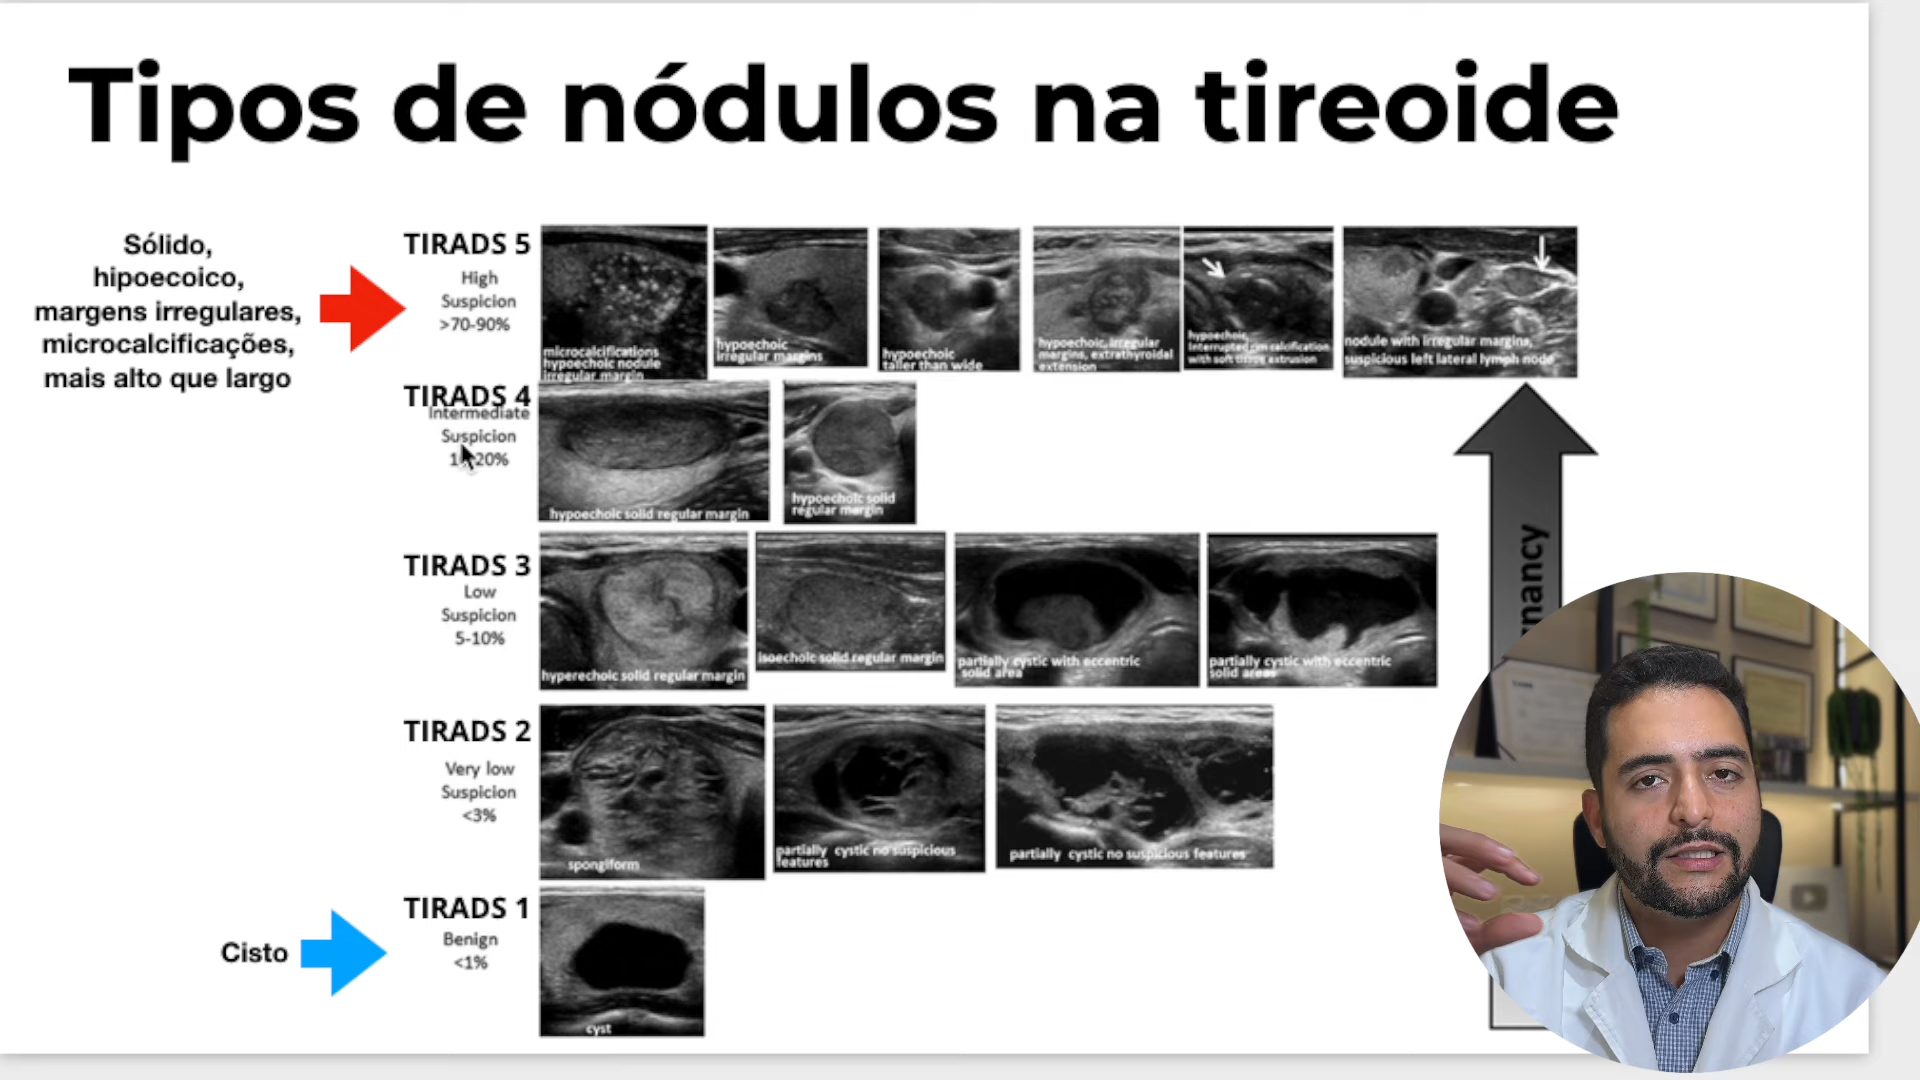 Tipos de nódulos na tireoide
Sólido,
hipoecoico,
margens irregulares,
microcalcificações,
mais alto que largo
TIRADS 5
High
Suspicion
>70-90%
microcalcifications
hypoechoic nodule
irregular margin
hypoechoic
irregular margins
hypoechoic
taller than wide
hypoechoic, irregular
margins, extrathyroidal
extension
hypoechoic,
Interrupted rim calcification
with soft tissue extrusion
nodule with irregular margins,
suspicious left lateral lymph node
TIRADS 4
Intermediate
Suspicion
20%
hypoechoic solid regular margin
hypoechoic solid
regular margin
TIRADS 3
Low
Suspicion
5-10%
hyperechoic solid regular margin
isoechoic solid regular margin
partially cystic with eccentric
solid area
partially cystic with eccentric
solid areas
TIRADS 2
Very low
Suspicion
<3%
spongiform
partially cystic no suspicious
features
partially cystic no suspicious features
Cisto
TIRADS 1
Benign
<1%
cyst